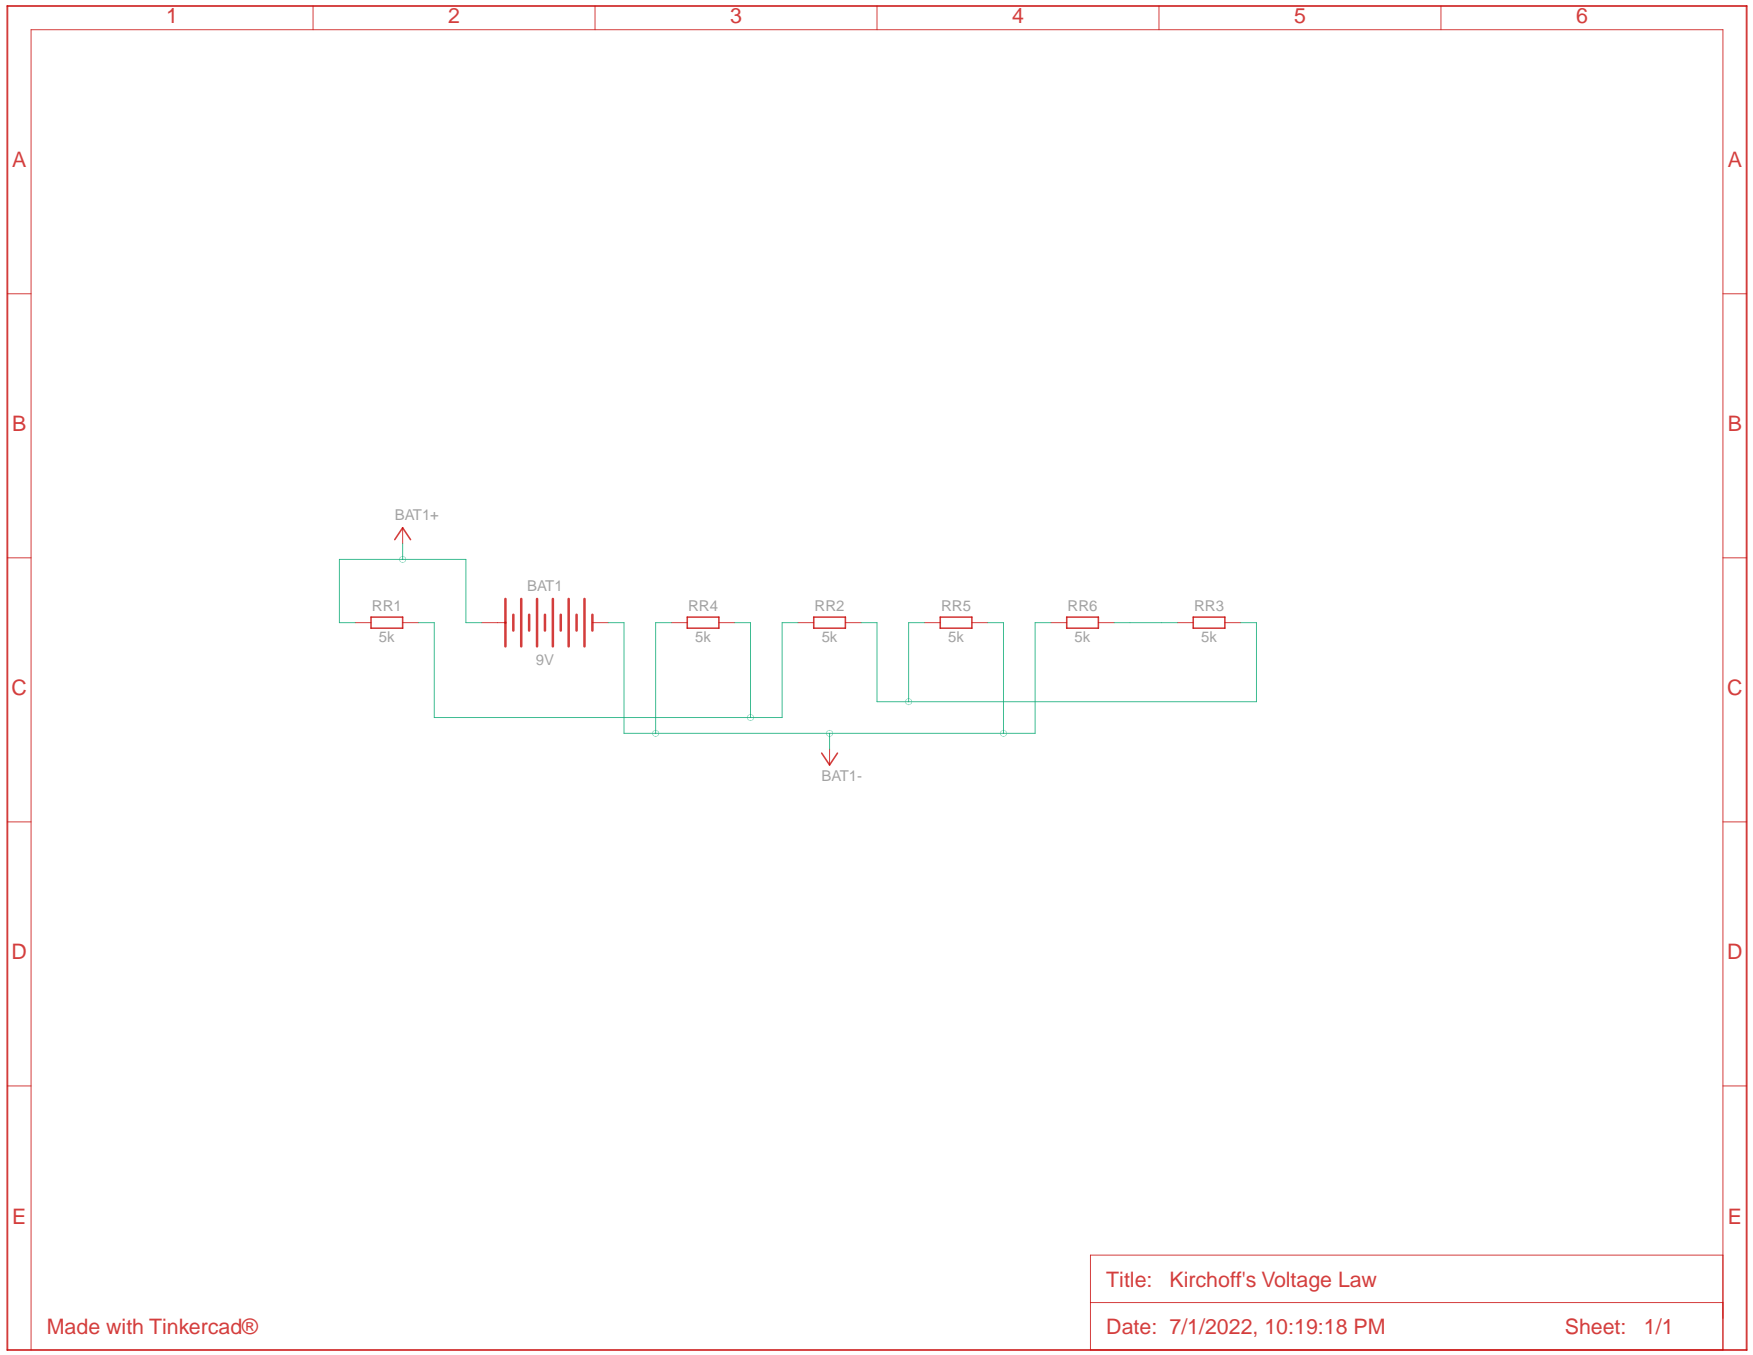 1 2 3 4 5 6
A A
B B
BAT1+
BAT1
RR1 RR4 RR2 RR5 RR6 RR3
5k 5k 5k 5k 5k 5k
9V
C C
BAT1-
D D
E E
Title: Kirchoff's Voltage Law
Made with Tinkercad®
Date: 7/1/2022, 10:19:18 PM Sheet: 1/1